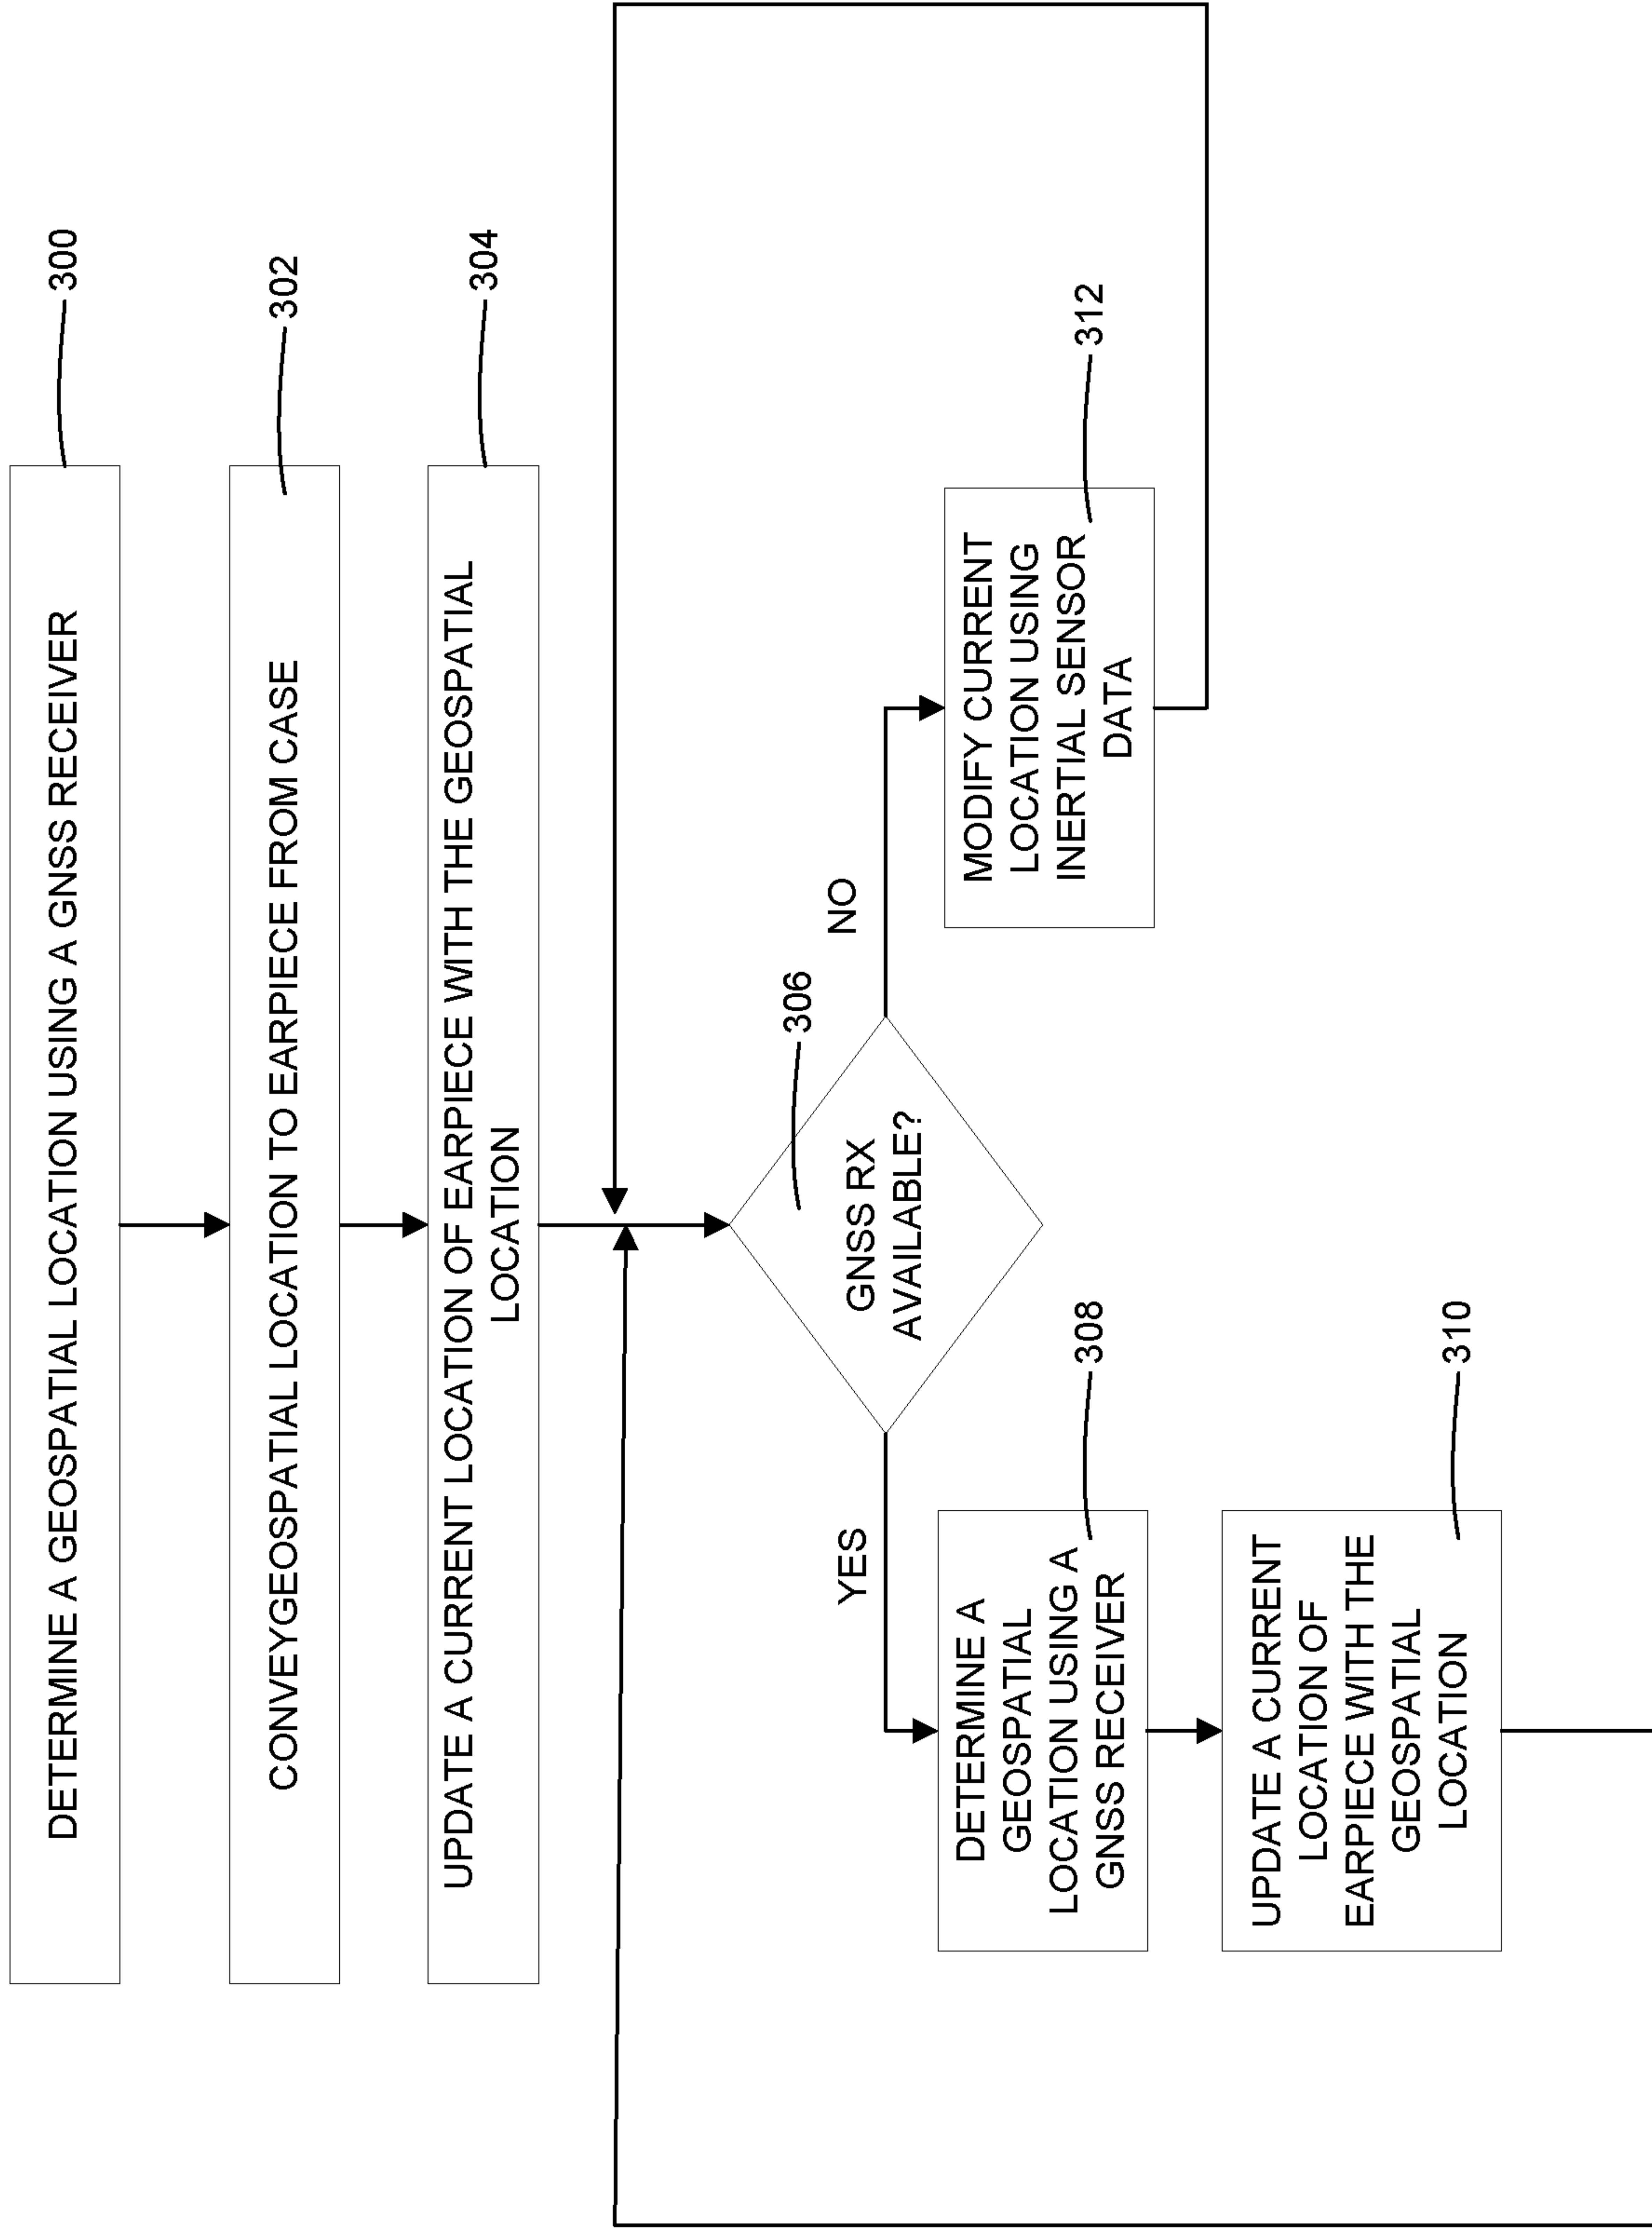 DETERMINE A GEOSPATIAL LOCATION USING A GNSS RECEIVER
300
CONVEYGEOSPATIAL LOCATION TO EARPIECE FROM CASE
302
UPDATE A CURRENT LOCATION OF EARPIECE WITH THE GEOSPATIAL
LOCATION
304
GNSS RX
AVAILABLE?
306
YES
NO
DETERMINE A
GEOSPATIAL
LOCATION USING A
GNSS RECEIVER
308
MODIFY CURRENT
LOCATION USING
INERTIAL SENSOR
DATA
312
UPDATE A CURRENT
LOCATION OF
EARPIECE WITH THE
GEOSPATIAL
LOCATION
310